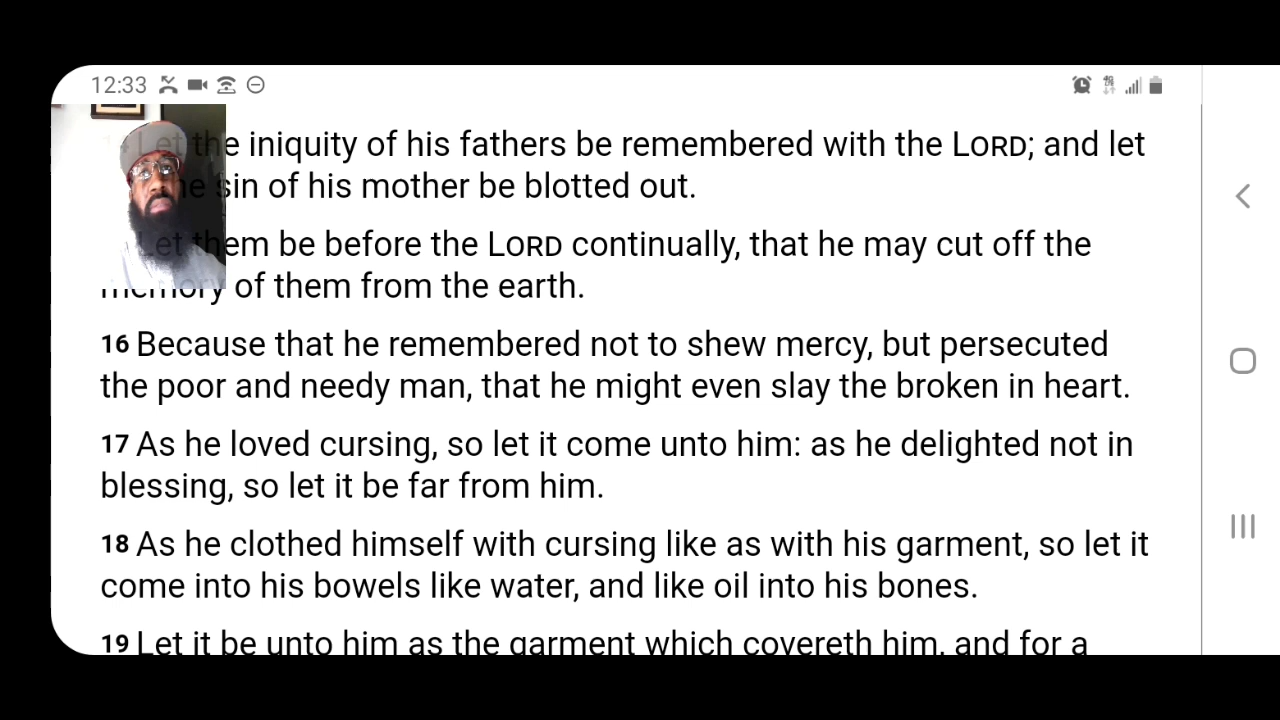 12:33
Let the iniquity of his fathers be remembered with the LORD; and let
the sin of his mother be blotted out.
Let them be before the LORD continually, that he may cut off the
memory of them from the earth.
16 Because that he remembered not to shew mercy, but persecuted
the poor and needy man, that he might even slay the broken in heart.
17 As he loved cursing, so let it come unto him: as he delighted not in
blessing, so let it be far from him.
18 As he clothed himself with cursing like as with his garment, so let it
come into his bowels like water, and like oil into his bones.
19 Let it be unto him as the garment which covereth him, and for a